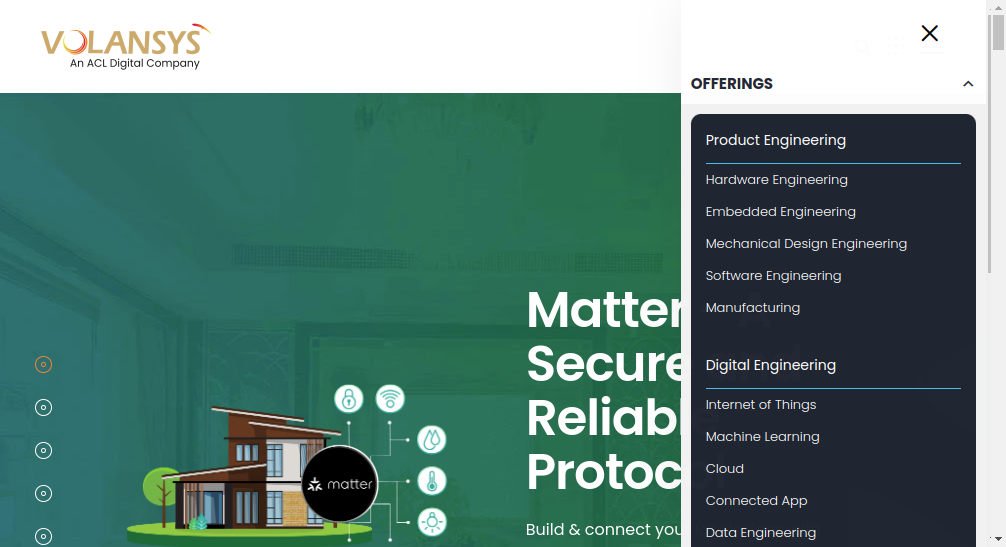 VOLANSYS
An ACL Digital Company
OFFERINGS
Product Engineering
Hardware Engineering
Embedded Engineering
Mechanical Design Engineering
Software Engineering
Manufacturing
Digital Engineering
Internet of Things
Machine Learning
Cloud
Connected App
Data Engineering
Matter
Secure
Reliabl
Protoc
Build & connect you
matter